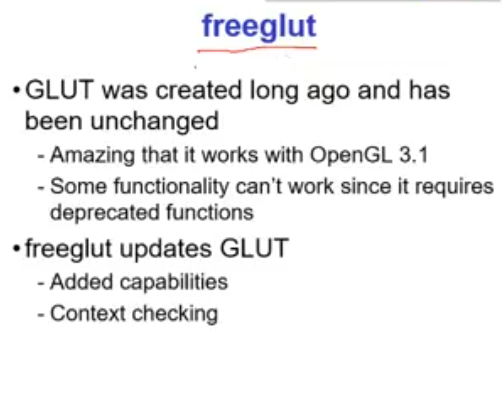 freeglut
•GLUT was created long ago and has
been unchanged
- Amazing that it works with OpenGL 3.1
- Some functionality can't work since it requires
deprecated functions
•freeglut updates GLUT
- Added capabilities
- Context checking